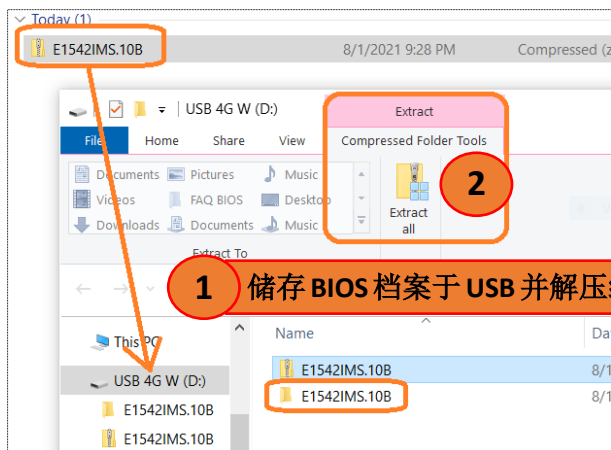 Today (1)
E1542IMS.10B 8/1/2021 9:28 PM Compressed (z
USB 4G W (D:) Extract
File Home Share View Compressed Folder Tools
Documents Pictures Music
Videos FAQ BIOS Desktop
Downloads Documents Music
Extract all
2
Extract To
1 储存 BIOS 档案于 USB 并解压
This PC
Name Da
USB 4G W (D:)
E1542IMS.10B 8/1
E1542IMS.10B 8/1
E1542IMS.10B
E1542IMS.10B